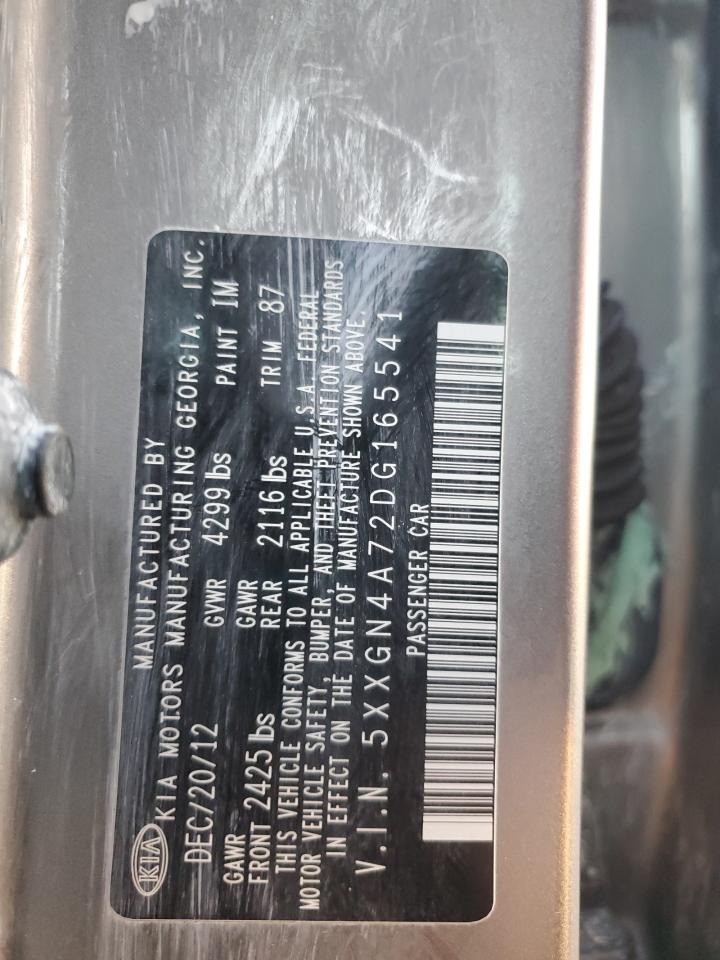 KIA
MANUFACTURED BY
KIA MOTORS MANUFACTURING GEORGIA, INC.
DEC/20/12 GVWR 4299 lbs PAINT IM
GAWR GAWR
FRONT 2425 lbs REAR 2116 lbs TRIM 87
THIS VEHICLE CONFORMS TO ALL APPLICABLE U.S.A. FEDERAL
MOTOR VEHICLE SAFETY, BUMPER, AND THEFT PREVENTION STANDARDS
IN EFFECT ON THE DATE OF MANUFACTURE SHOWN ABOVE.
V.I.N. 5XXGN4A72DG165541
PASSENGER CAR